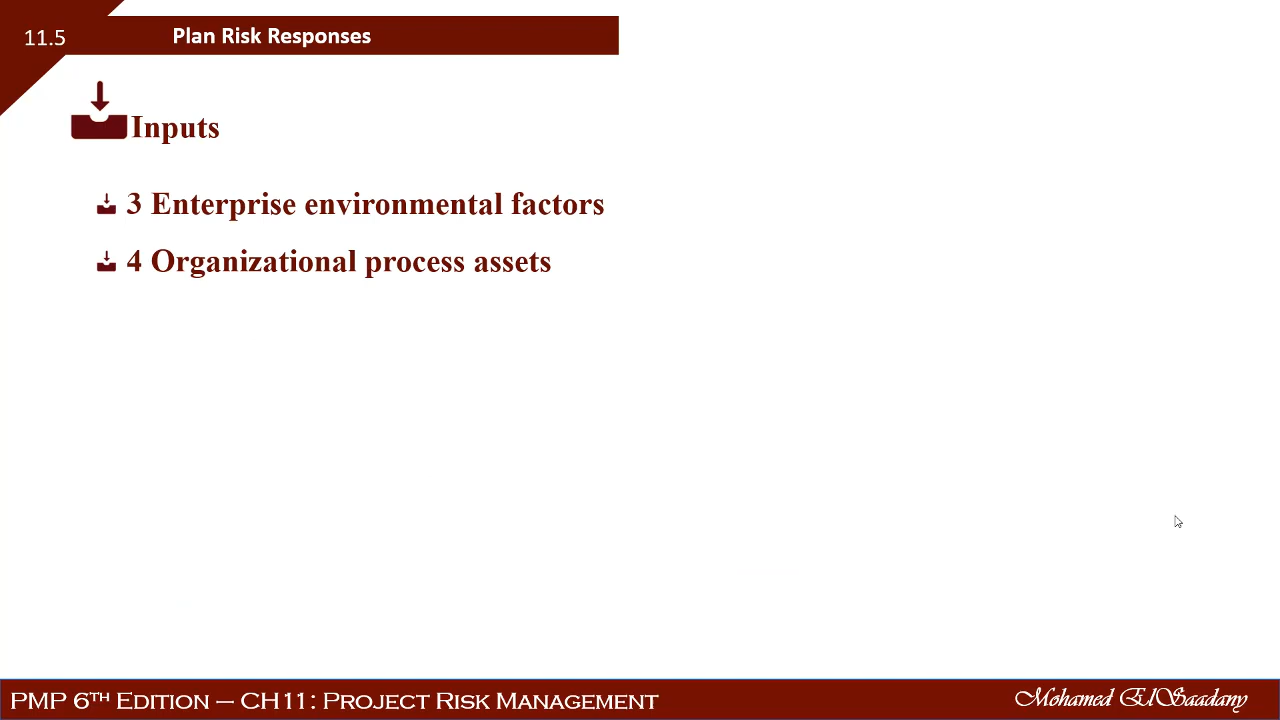 11.5
Plan Risk Responses
Inputs
3 Enterprise environmental factors
4 Organizational process assets
PMP 6TH Edition – CH11: Project Risk Management
Mohamed ElSaadany